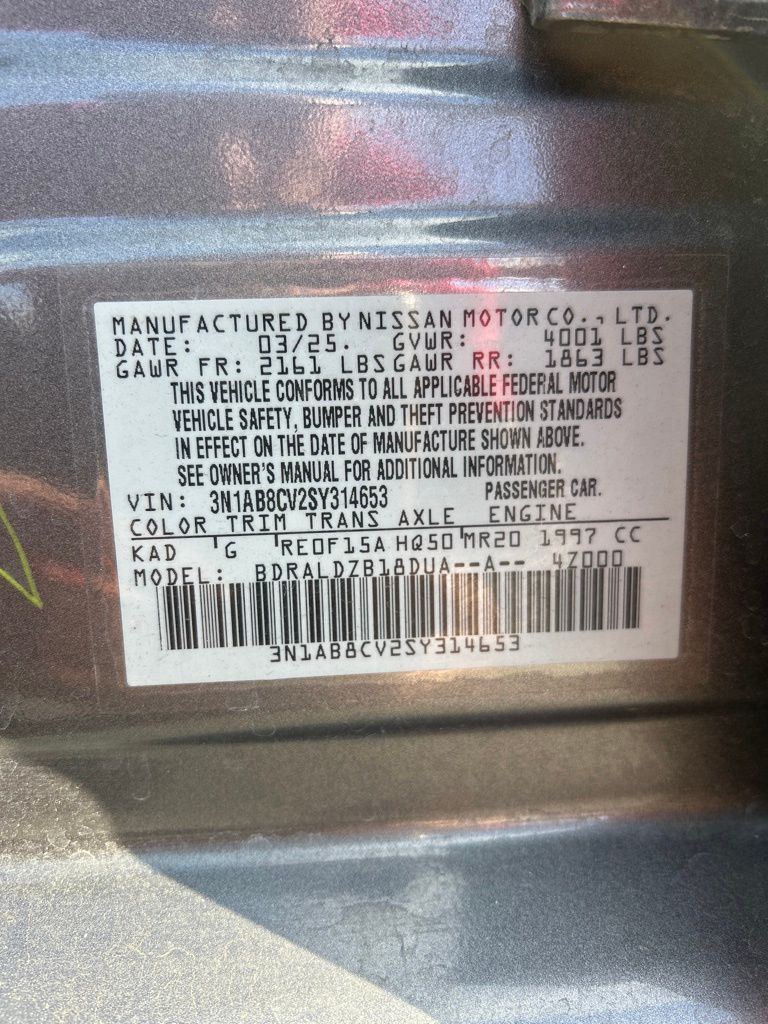 MANUFACTURED BY NISSAN MOTOR CO., LTD.
DATE: 03/25. GVWR: 4001 LBS
GAWR FR: 2161 LBS GAWR RR: 1863 LBS
THIS VEHICLE CONFORMS TO ALL APPLICABLE FEDERAL MOTOR
VEHICLE SAFETY, BUMPER AND THEFT PREVENTION STANDARDS
IN EFFECT ON THE DATE OF MANUFACTURE SHOWN ABOVE.
SEE OWNER'S MANUAL FOR ADDITIONAL INFORMATION.
VIN: 3N1AB8CV2SY314653 PASSENGER CAR.
COLOR TRIM TRANS AXLE ENGINE
KAD G RE0F15A HQ50 MR20 1997 CC
MODEL: BDRALDZB18DUA--A-- 4Z000
3N1AB8CV2SY314653